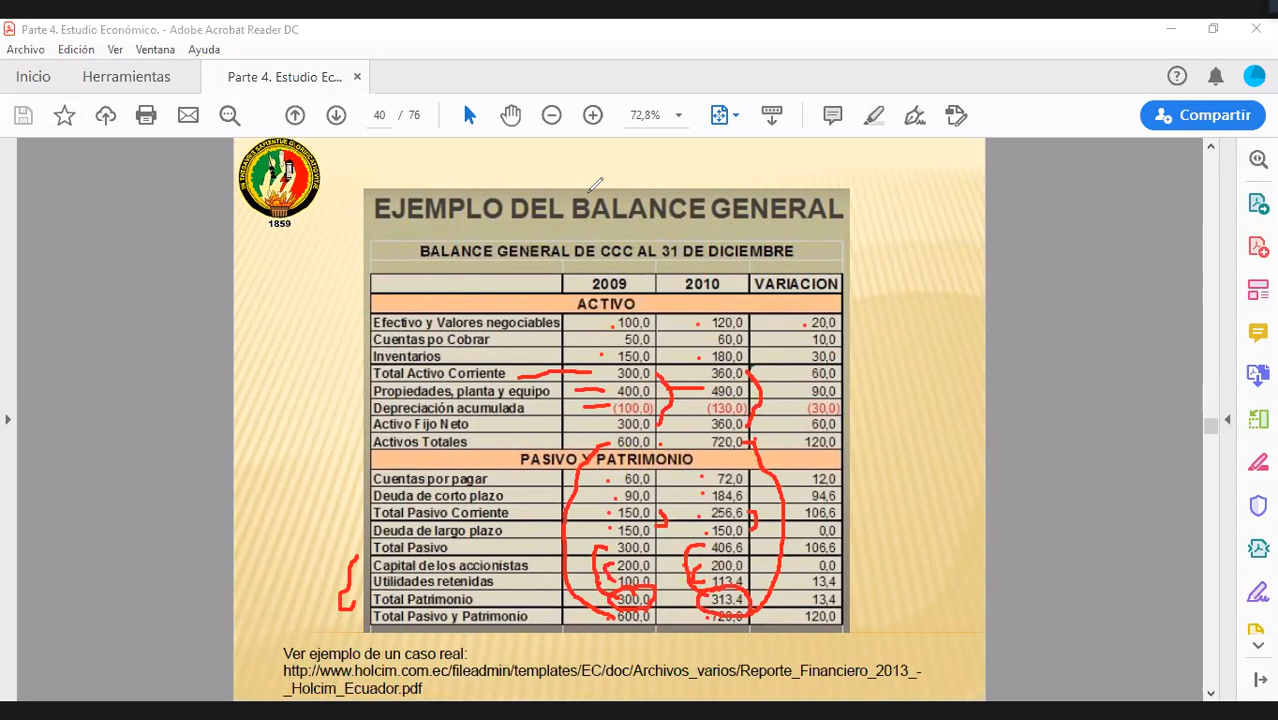 Parte 4. Estudio Económico. - Adobe Acrobat Reader DC
Archivo Edición Ver Ventana Ayuda
Inicio Herramientas Parte 4. Estudio Ec... ×
40 / 76 72,8% Compartir
1859
EJEMPLO DEL BALANCE GENERAL
BALANCE GENERAL DE CCC AL 31 DE DICIEMBRE
2009 2010 VARIACION
ACTIVO
Efectivo y Valores negociables 100,0 120,0 20,0
Cuentas po Cobrar 50,0 60,0 10,0
Inventarios 150,0 180,0 30,0
Total Activo Corriente 300,0 360,0 60,0
Propiedades, planta y equipo 400,0 490,0 90,0
Depreciación acumulada (100,0) (130,0) (30,0)
Activo Fijo Neto 300,0 360,0 60,0
Activos Totales 600,0 720,0 120,0
PASIVO Y PATRIMONIO
Cuentas por pagar 60,0 72,0 12,0
Deuda de corto plazo 90,0 184,6 94,6
Total Pasivo Corriente 150,0 256,6 106,6
Deuda de largo plazo 150,0 150,0 0,0
Total Pasivo 300,0 406,6 106,6
Capital de los accionistas 200,0 200,0 0,0
Utilidades retenidas 100,0 113,4 13,4
Total Patrimonio 300,0 313,4 13,4
Total Pasivo y Patrimonio 600,0 720,0 120,0
Ver ejemplo de un caso real:
http://www.holcim.com.ec/fileadmin/templates/EC/doc/Archivos_varios/Reporte_Financiero_2013_-
_Holcim_Ecuador.pdf